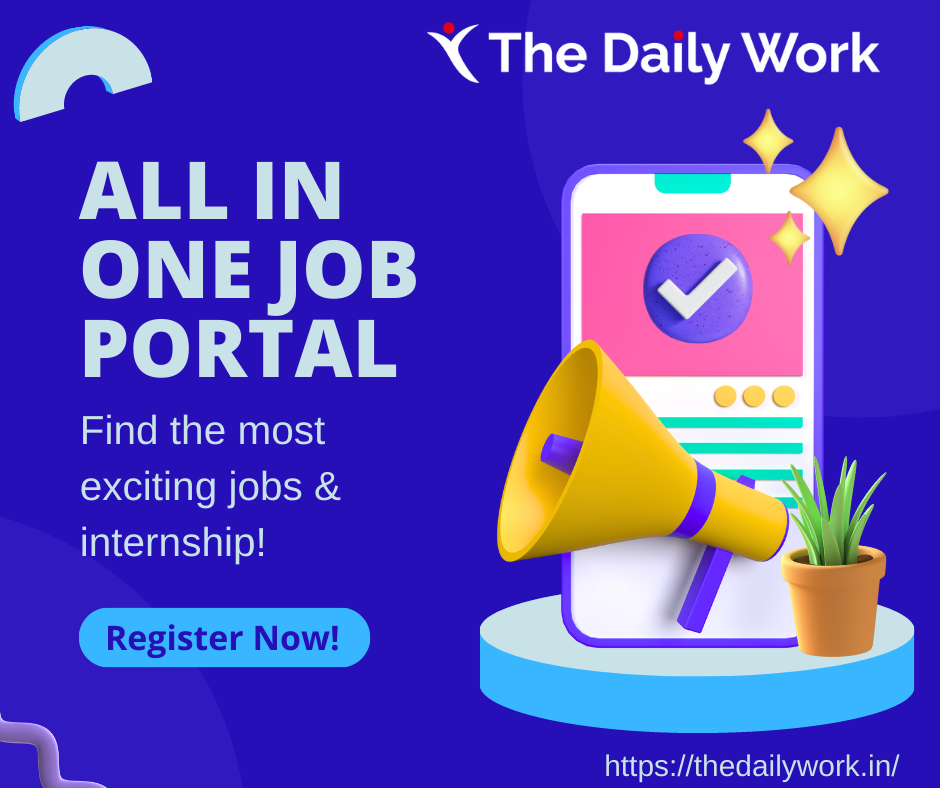 The Daily Work
ALL IN
ONE JOB
PORTAL
Find the most
exciting jobs &
internship!
Register Now!
https://thedailywork.in/